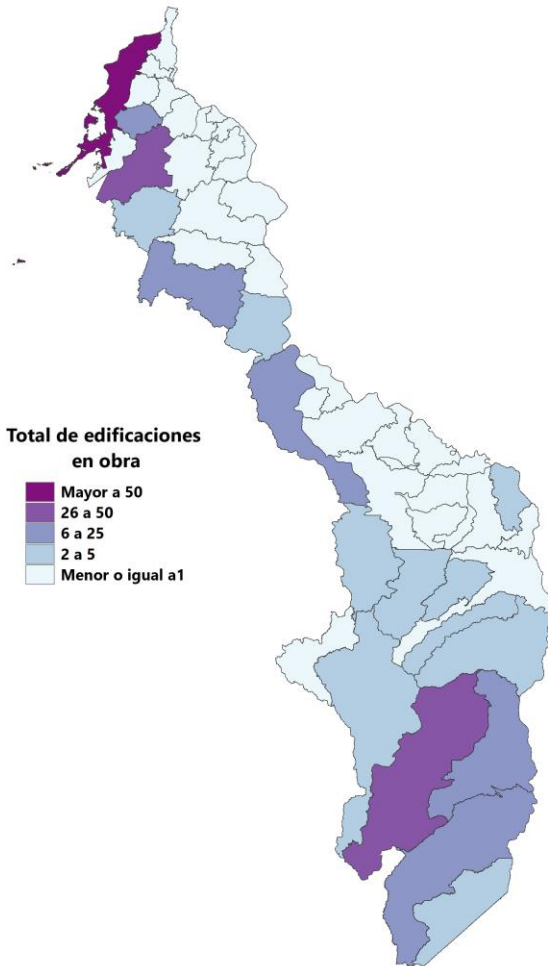 Total de edificaciones
en obra
Mayor a 50
26 a 50
6 a 25
2 a 5
Menor o igual a1